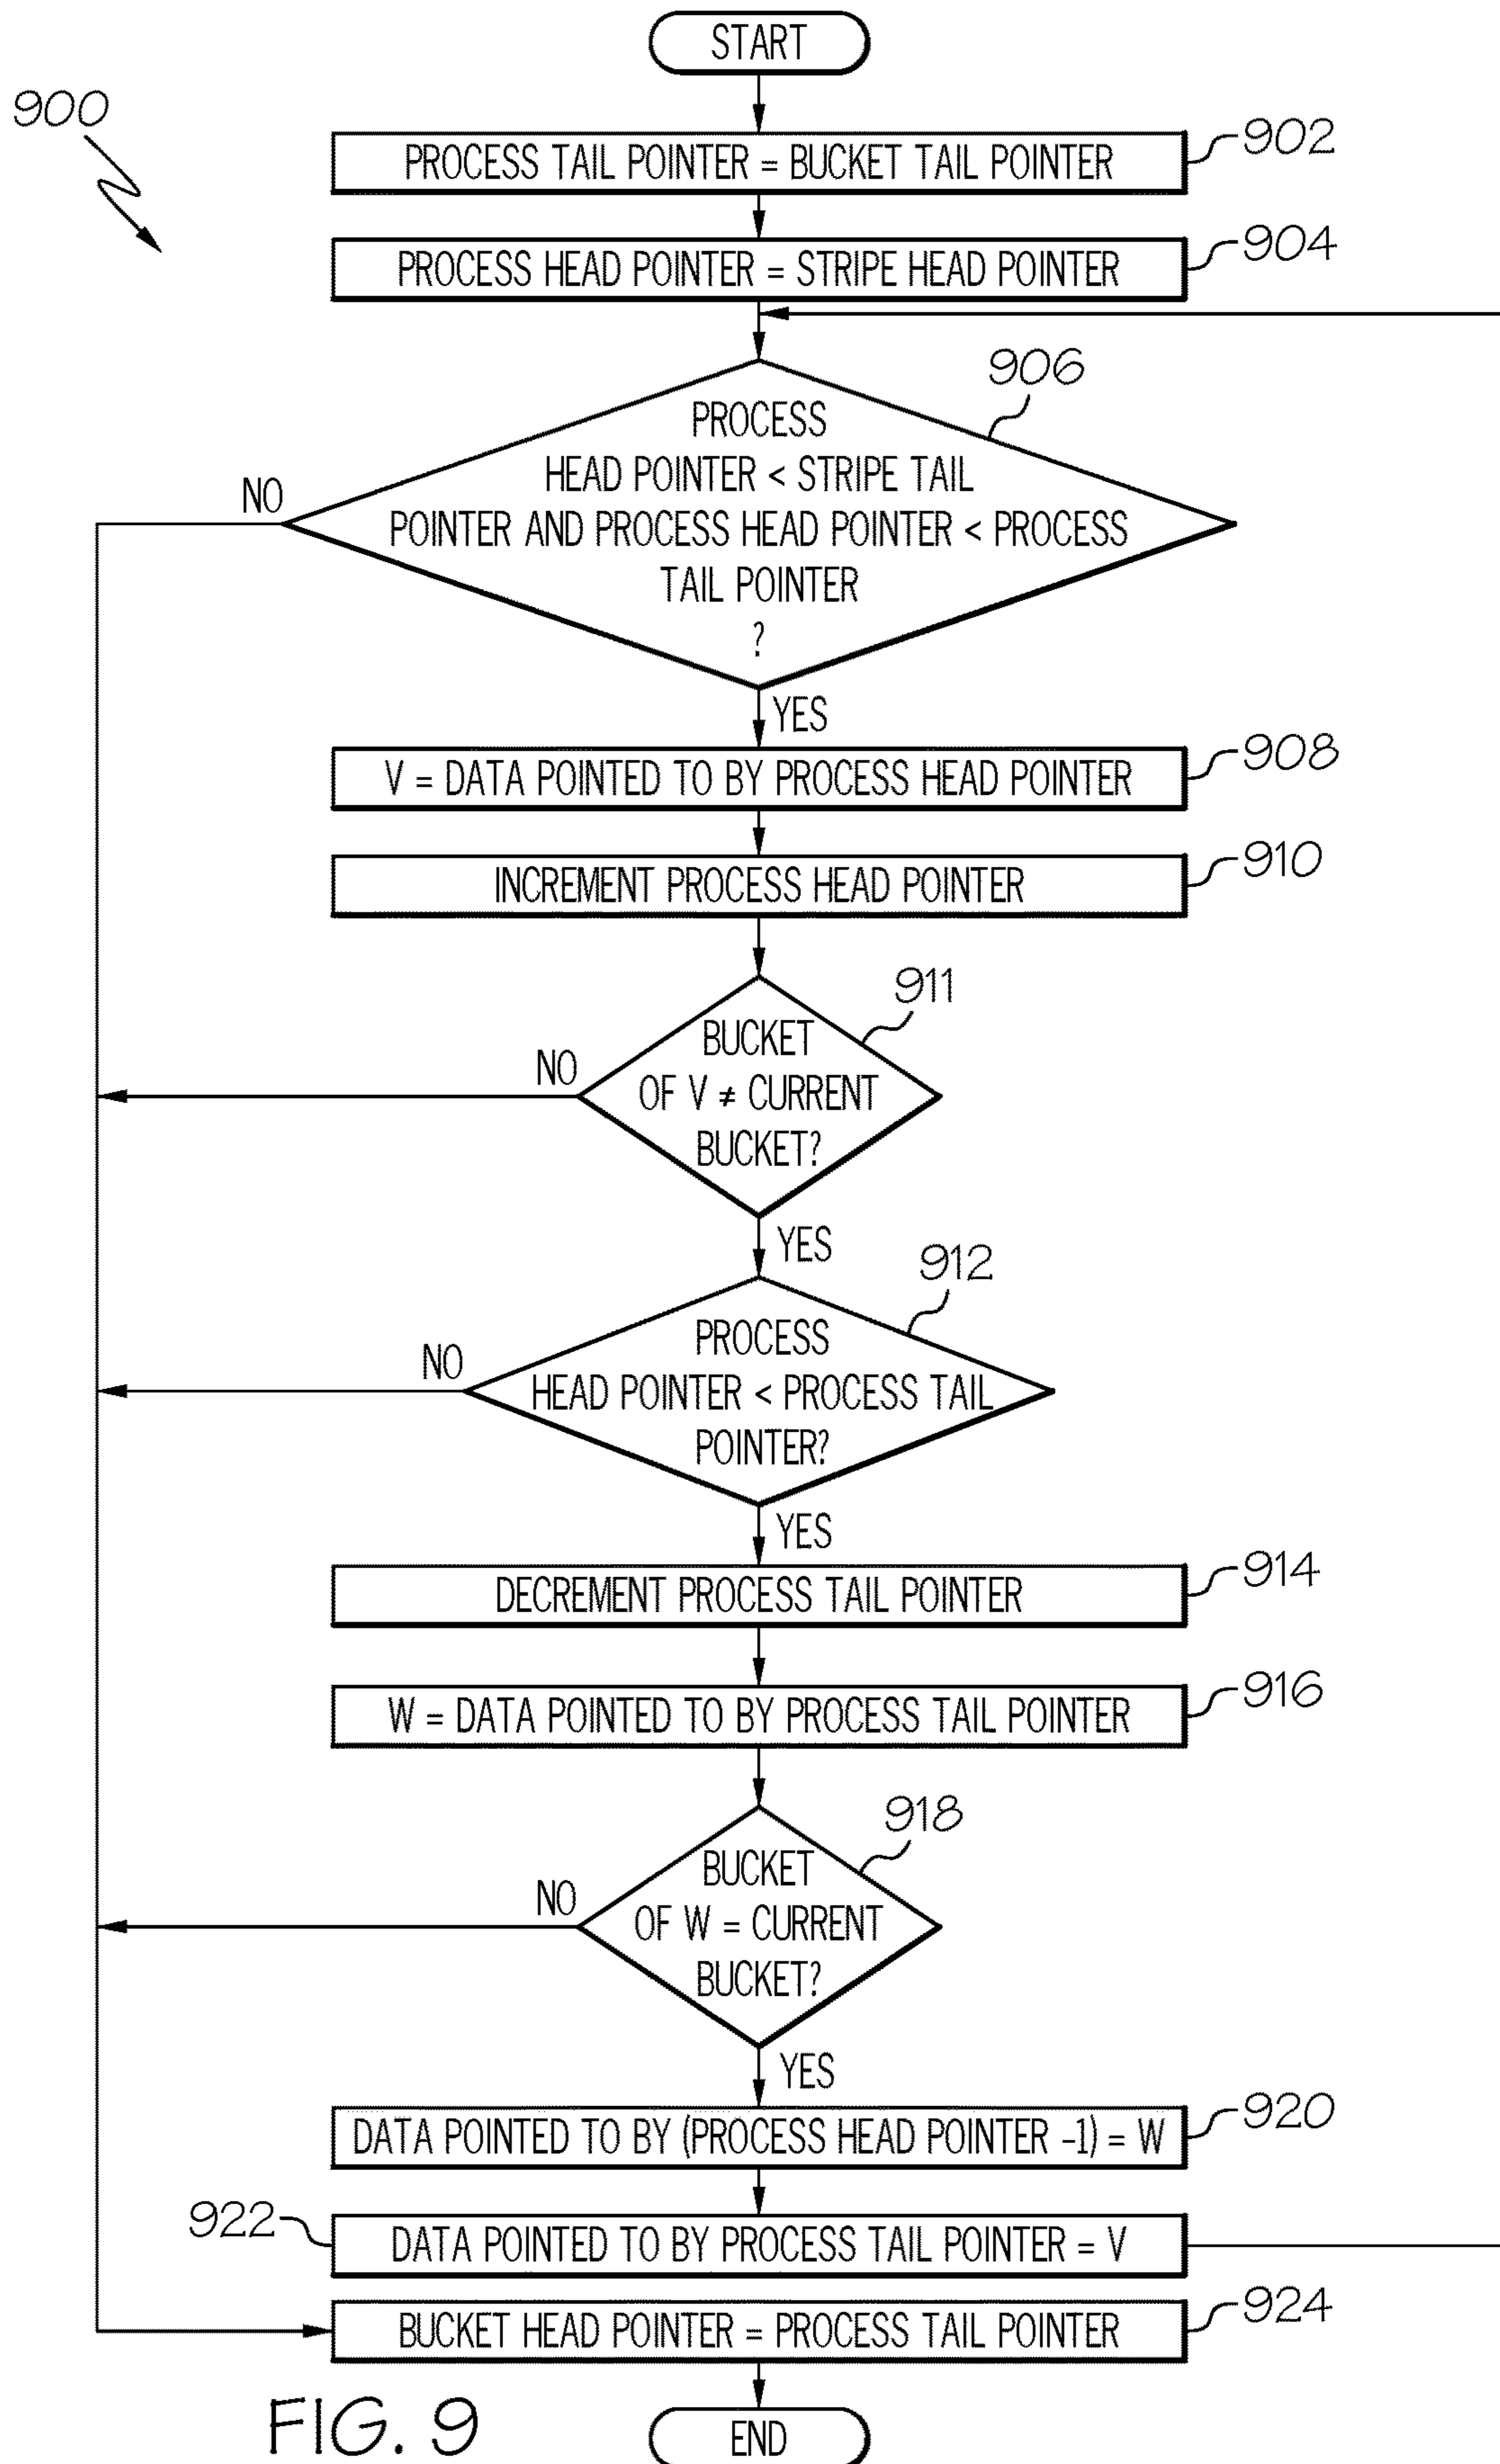 START
900
PROCESS TAIL POINTER = BUCKET TAIL POINTER
902
PROCESS HEAD POINTER = STRIPE HEAD POINTER
904
906
PROCESS
HEAD POINTER < STRIPE TAIL
POINTER AND PROCESS HEAD POINTER < PROCESS
TAIL POINTER
?
NO
YES
V = DATA POINTED TO BY PROCESS HEAD POINTER
908
INCREMENT PROCESS HEAD POINTER
910
911
BUCKET
OF V ≠ CURRENT
BUCKET?
NO
YES
912
PROCESS
HEAD POINTER < PROCESS TAIL
POINTER?
NO
YES
DECREMENT PROCESS TAIL POINTER
914
W = DATA POINTED TO BY PROCESS TAIL POINTER
916
918
BUCKET
OF W = CURRENT
BUCKET?
NO
YES
DATA POINTED TO BY (PROCESS HEAD POINTER -1) = W
920
922
DATA POINTED TO BY PROCESS TAIL POINTER = V
BUCKET HEAD POINTER = PROCESS TAIL POINTER
924
FIG. 9
END